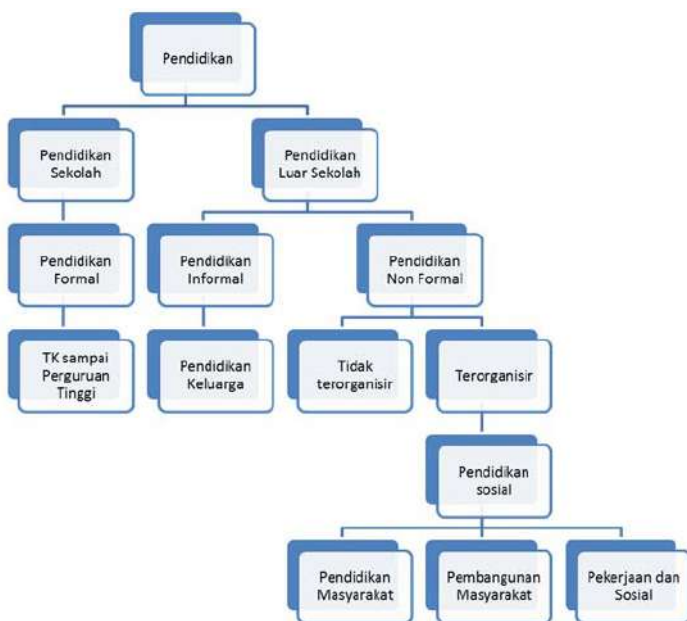 Pendidikan
Pendidikan
Sekolah
Pendidikan
Luar Sekolah
Pendidikan
Formal
Pendidikan
Informal
Pendidikan
Non Formal
TK sampai
Perguruan
Tinggi
Pendidikan
Keluarga
Tidak
terorganisir
Terorganisir
Pendidikan
sosial
Pendidikan
Masyarakat
Pembangunan
Masyarakat
Pekerjaan dan
Sosial